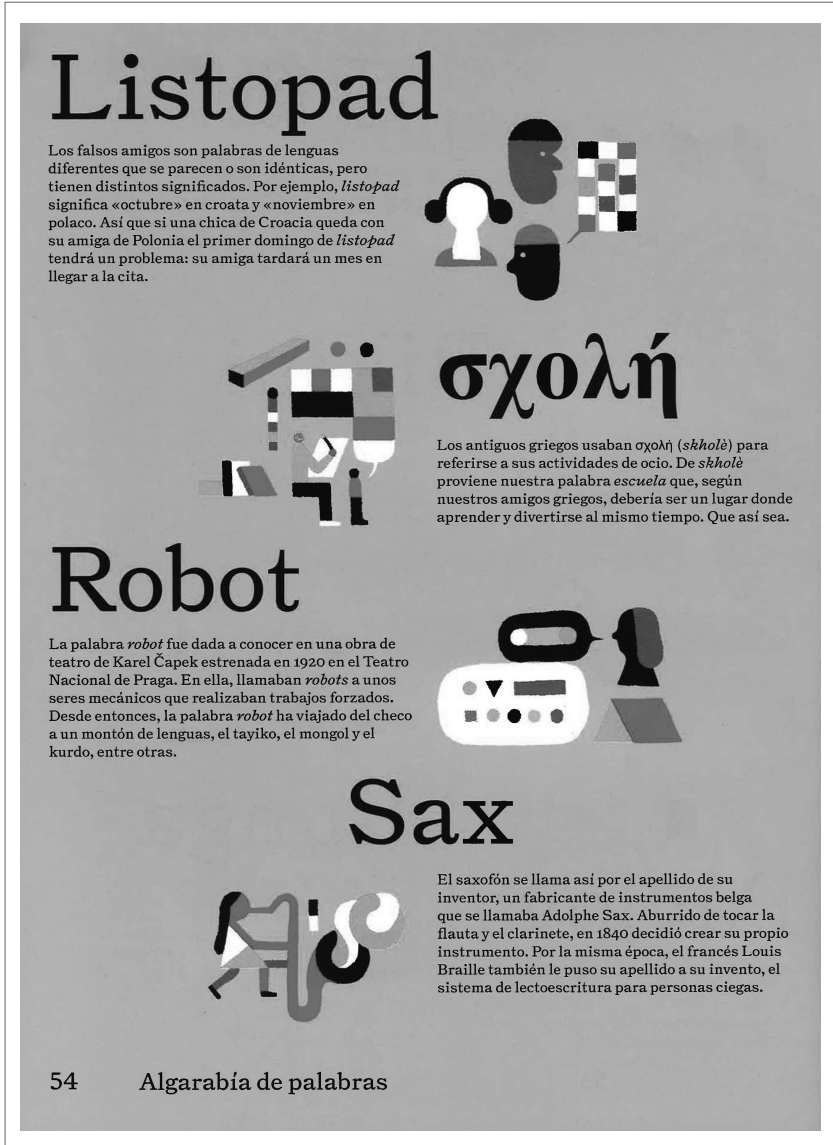 Listopad
Los falsos amigos son palabras de lenguas
diferentes que se parecen o son idénticas, pero
tienen distintos significados. Por ejemplo, listopad
significa «octubre» en croata y «noviembre» en
polaco. Así que si una chica de Croacia queda con
su amiga de Polonia el primer domingo de listopad
tendrá un problema: su amiga tardará un mes en
llegar a la cita.
σχολή
Los antiguos griegos usaban σχολή (skholè) para
referirse a sus actividades de ocio. De skholè
proviene nuestra palabra escuela que, según
nuestros amigos griegos, debería ser un lugar donde
aprender y divertirse al mismo tiempo. Que así sea.
Robot
La palabra robot fue dada a conocer en una obra de
teatro de Karel Čapek estrenada en 1920 en el Teatro
Nacional de Praga. En ella, llamaban robots a unos
seres mecánicos que realizaban trabajos forzados.
Desde entonces, la palabra robot ha viajado del checo
a un montón de lenguas, el tayiko, el mongol y el
kurdo, entre otras.
Sax
El saxofón se llama así por el apellido de su
inventor, un fabricante de instrumentos belga
que se llamaba Adolphe Sax. Aburrido de tocar la
flauta y el clarinete, en 1840 decidió crear su propio
instrumento. Por la misma época, el francés Louis
Braille también le puso su apellido a su invento, el
sistema de lectoescritura para personas ciegas.
54 Algarabía de palabras